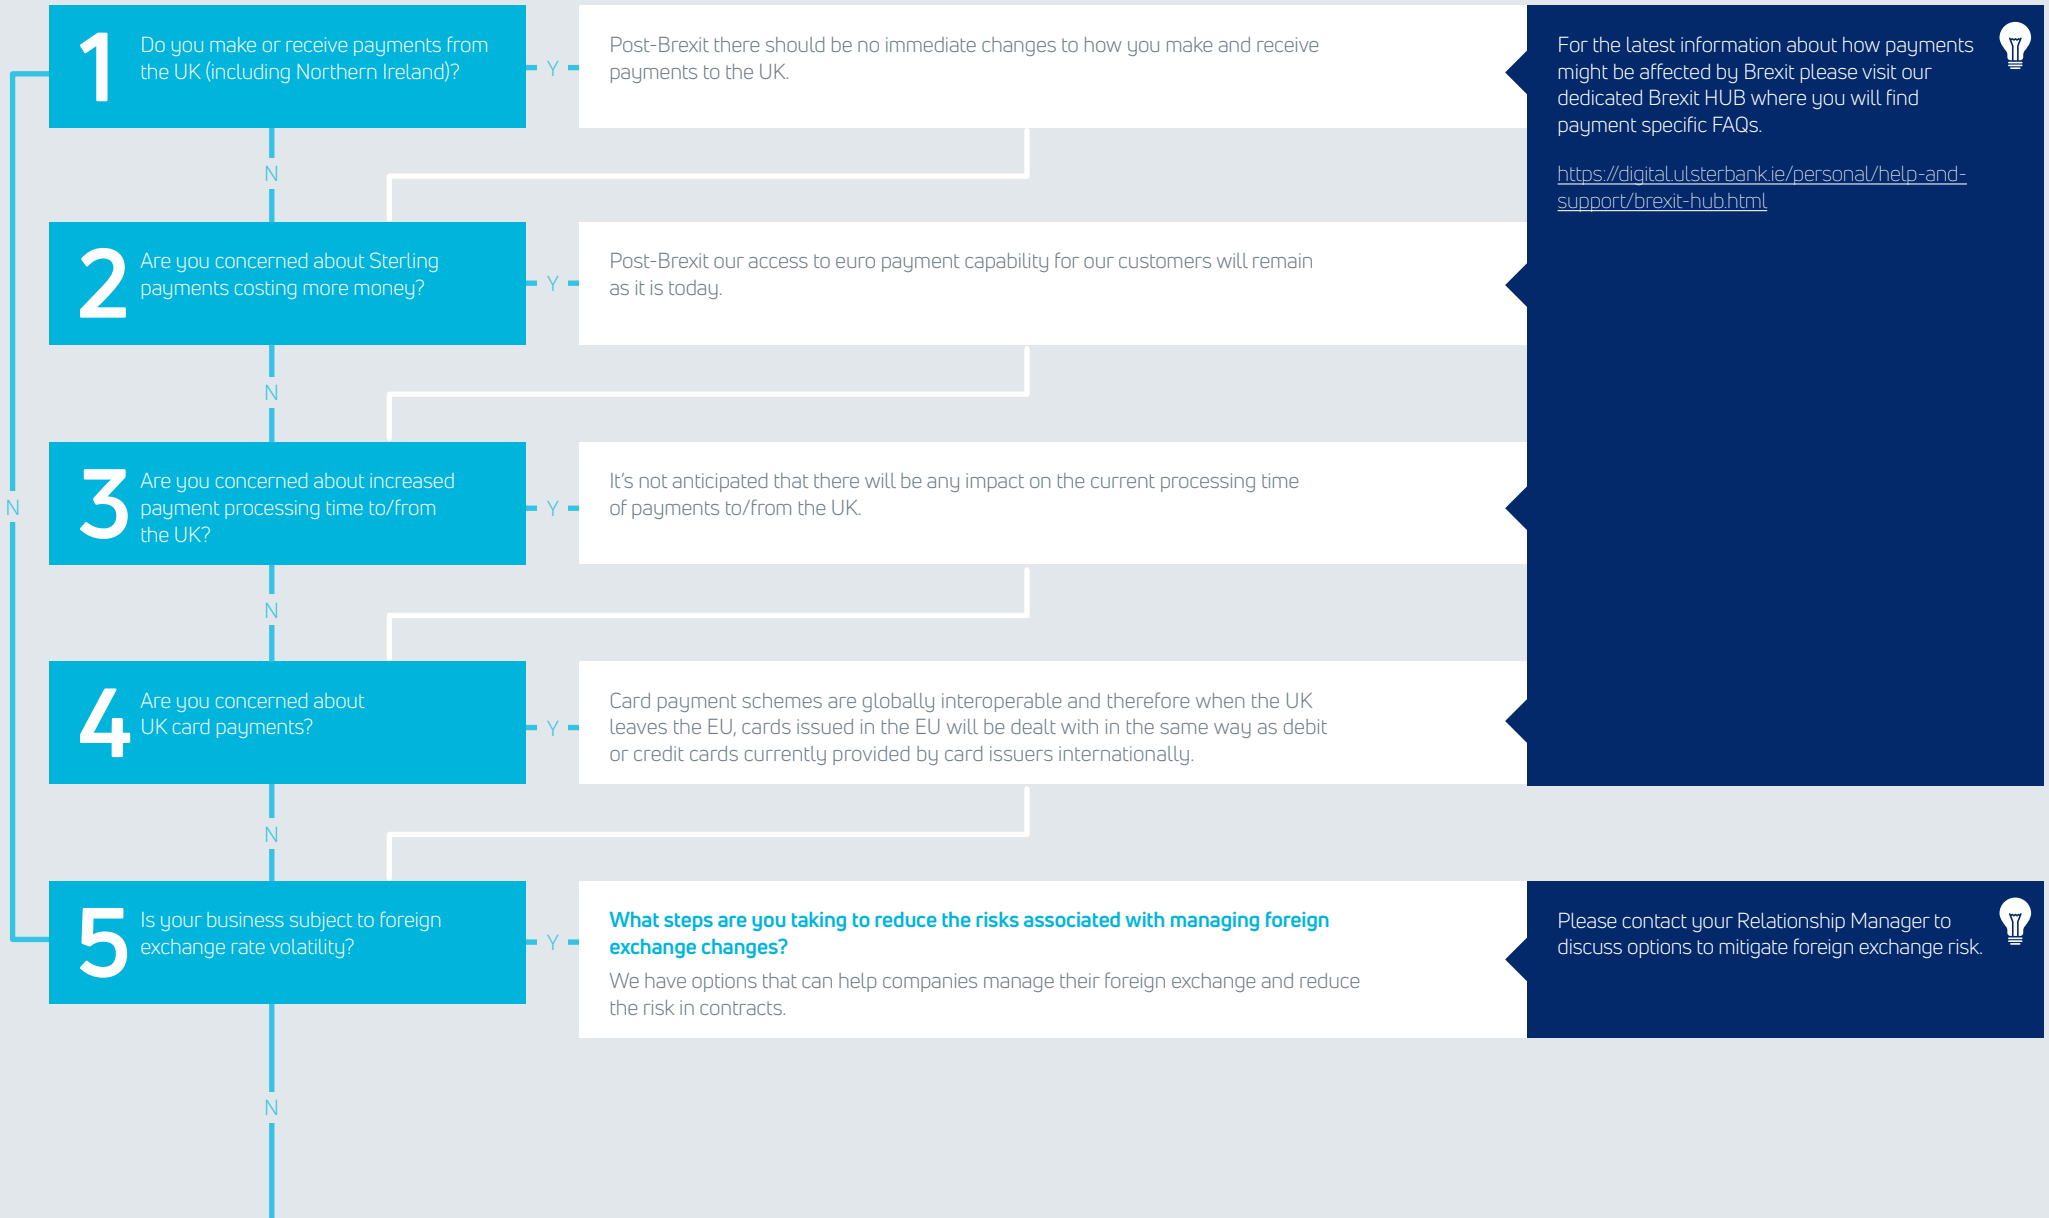 1
Do you make or receive payments from
the UK (including Northern Ireland)?
Y
Post-Brexit there should be no immediate changes to how you make and receive
payments to the UK.
For the latest information about how payments
might be affected by Brexit please visit our
dedicated Brexit HUB where you will find
payment specific FAQs.
https://digital.ulsterbank.ie/personal/help-and-
support/brexit-hub.html
N
2
Are you concerned about Sterling
payments costing more money?
Y
Post-Brexit our access to euro payment capability for our customers will remain
as it is today.
N
3
Are you concerned about increased
payment processing time to/from
the UK?
Y
It’s not anticipated that there will be any impact on the current processing time
of payments to/from the UK.
N
N
4
Are you concerned about
UK card payments?
Y
Card payment schemes are globally interoperable and therefore when the UK
leaves the EU, cards issued in the EU will be dealt with in the same way as debit
or credit cards currently provided by card issuers internationally.
N
5
Is your business subject to foreign
exchange rate volatility?
Y
What steps are you taking to reduce the risks associated with managing foreign
exchange changes?
We have options that can help companies manage their foreign exchange and reduce
the risk in contracts.
Please contact your Relationship Manager to
discuss options to mitigate foreign exchange risk.
N